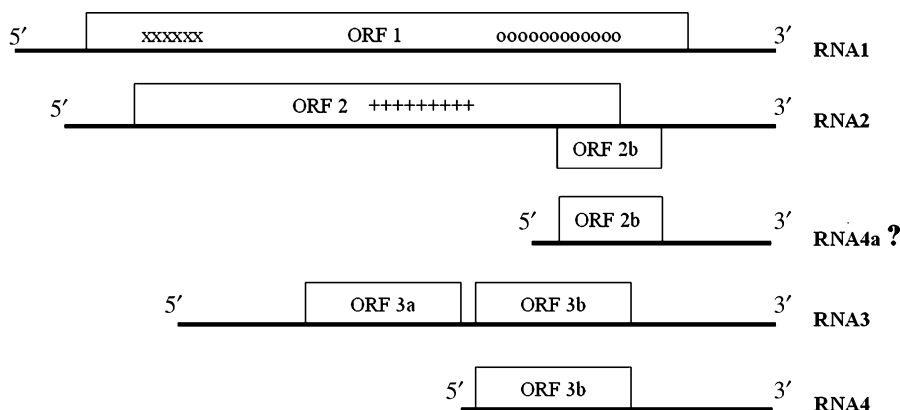 5′ xxxxxx ORF 1 oooooooooooo 3′ RNA1
5′ ORF 2 +++++++++ 3′ RNA2
ORF 2b
5′ ORF 2b 3′ RNA4a ?
5′ ORF 3a ORF 3b 3′ RNA3
5′ ORF 3b 3′ RNA4